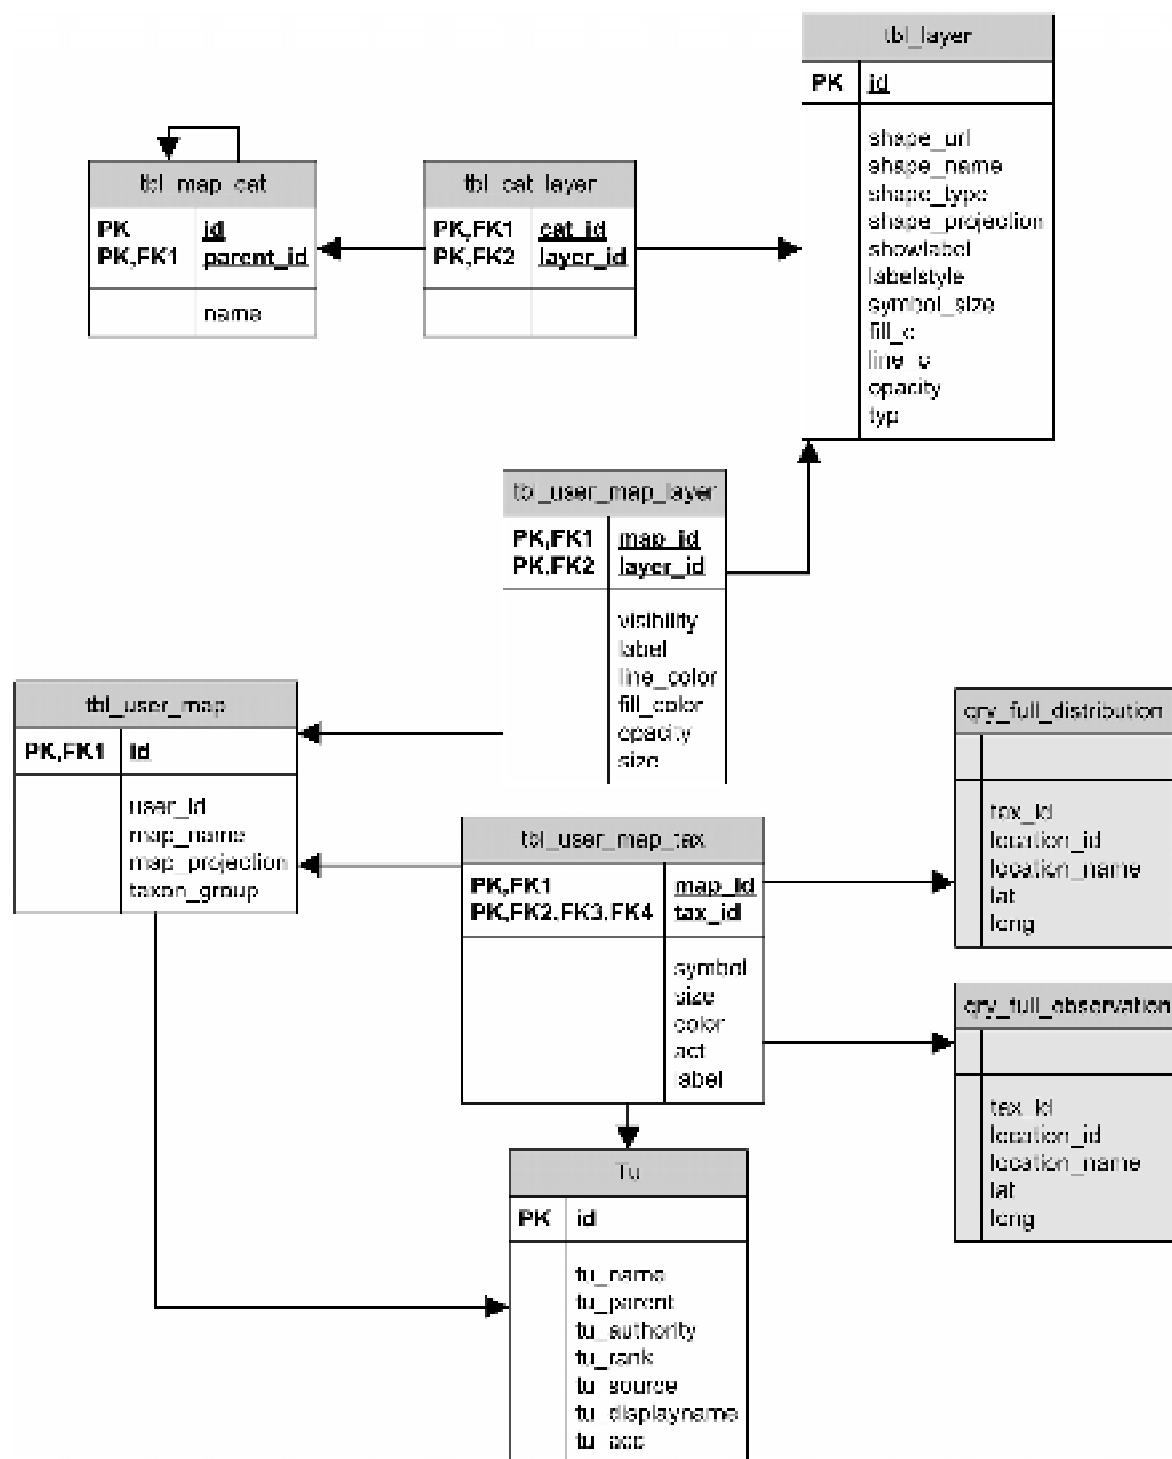 tbl_layer
PK id
shape_url
shape_name
shape_type
shape_projection
showlabel
labelstyle
symbol_size
fill_c
line_c
opacity
typ
tbl_map_cat
PK id
PK,FK1 parent_id
name
tbl_cat_layer
PK,FK1 cat_id
PK,FK2 layer_id
tbl_user_map_layer
PK,FK1 map_id
PK,FK2 layer_id
visibility
label
line_color
fill_color
opacity
size
tbl_user_map
PK,FK1 id
user_id
map_name
map_projection
taxon_group
tbl_user_map_tax
PK,FK1 map_id
PK,FK2,FK3,FK4 tax_id
symbol
size
color
act
label
qry_full_distribution
tax_id
location_id
location_name
lat
long
qry_full_observation
tax_id
location_id
location_name
lat
long
Tu
PK id
tu_name
tu_parent
tu_authority
tu_rank
tu_source
tu_displayname
tu_acc